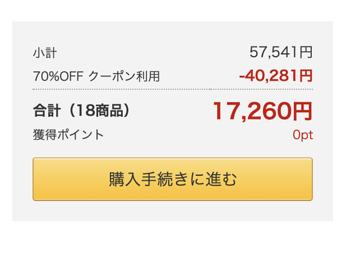 小計 57,541円
70%OFF クーポン利用 -40,281円
合計（18商品） 17,260円
獲得ポイント 0pt
購入手続きに進む